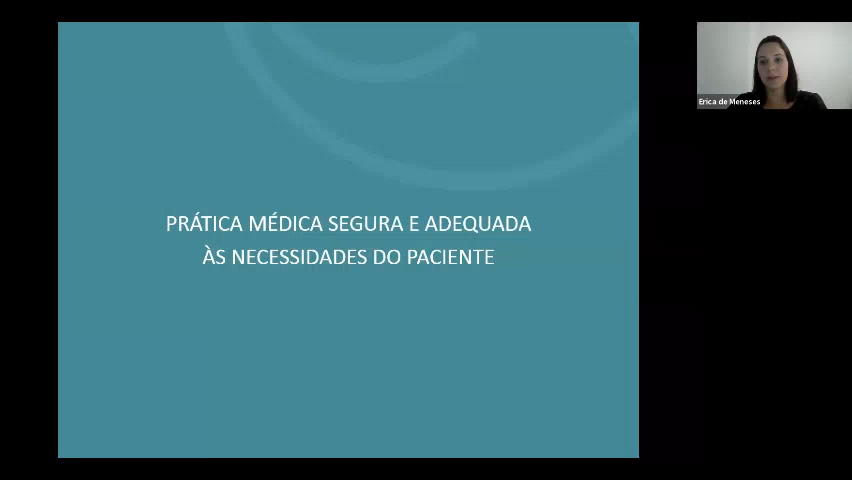 PRÁTICA MÉDICA SEGURA E ADEQUADA
ÀS NECESSIDADES DO PACIENTE
Erica de Meneses